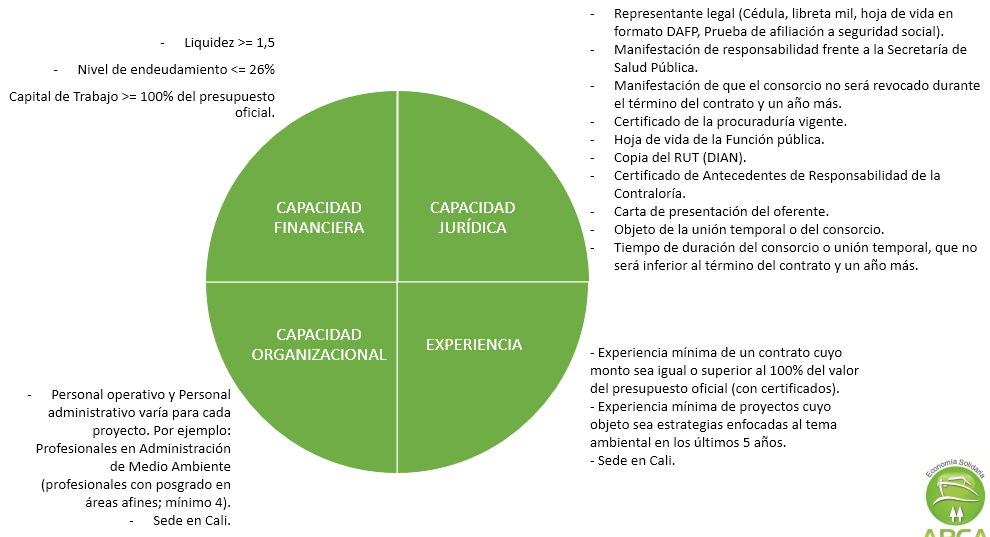 - Liquidez >= 1,5
- Nivel de endeudamiento <= 26%
Capital de Trabajo >= 100% del presupuesto
oficial.
- Representante legal (Cédula, libreta mil, hoja de vida en
formato DAFP, Prueba de afiliación a seguridad social).
- Manifestación de responsabilidad frente a la Secretaría de
Salud Pública.
- Manifestación de que el consorcio no será revocado durante
el término del contrato y un año más.
- Certificado de la procuraduría vigente.
- Hoja de vida de la Función pública.
- Copia del RUT (DIAN).
- Certificado de Antecedentes de Responsabilidad de la
Contraloría.
- Carta de presentación del oferente.
- Objeto de la unión temporal o del consorcio.
- Tiempo de duración del consorcio o unión temporal, que no
será inferior al término del contrato y un año más.
CAPACIDAD
FINANCIERA
CAPACIDAD
JURÍDICA
CAPACIDAD
ORGANIZACIONAL
EXPERIENCIA
- Personal operativo y Personal
administrativo varía para cada
proyecto. Por ejemplo:
Profesionales en Administración
de Medio Ambiente
(profesionales con posgrado en
áreas afines; mínimo 4).
- Sede en Cali.
- Experiencia mínima de un contrato cuyo
monto sea igual o superior al 100% del valor
del presupuesto oficial (con certificados).
- Experiencia mínima de proyectos cuyo
objeto sea estrategias enfocadas al tema
ambiental en los últimos 5 años.
- Sede en Cali.
Economía Solidaria